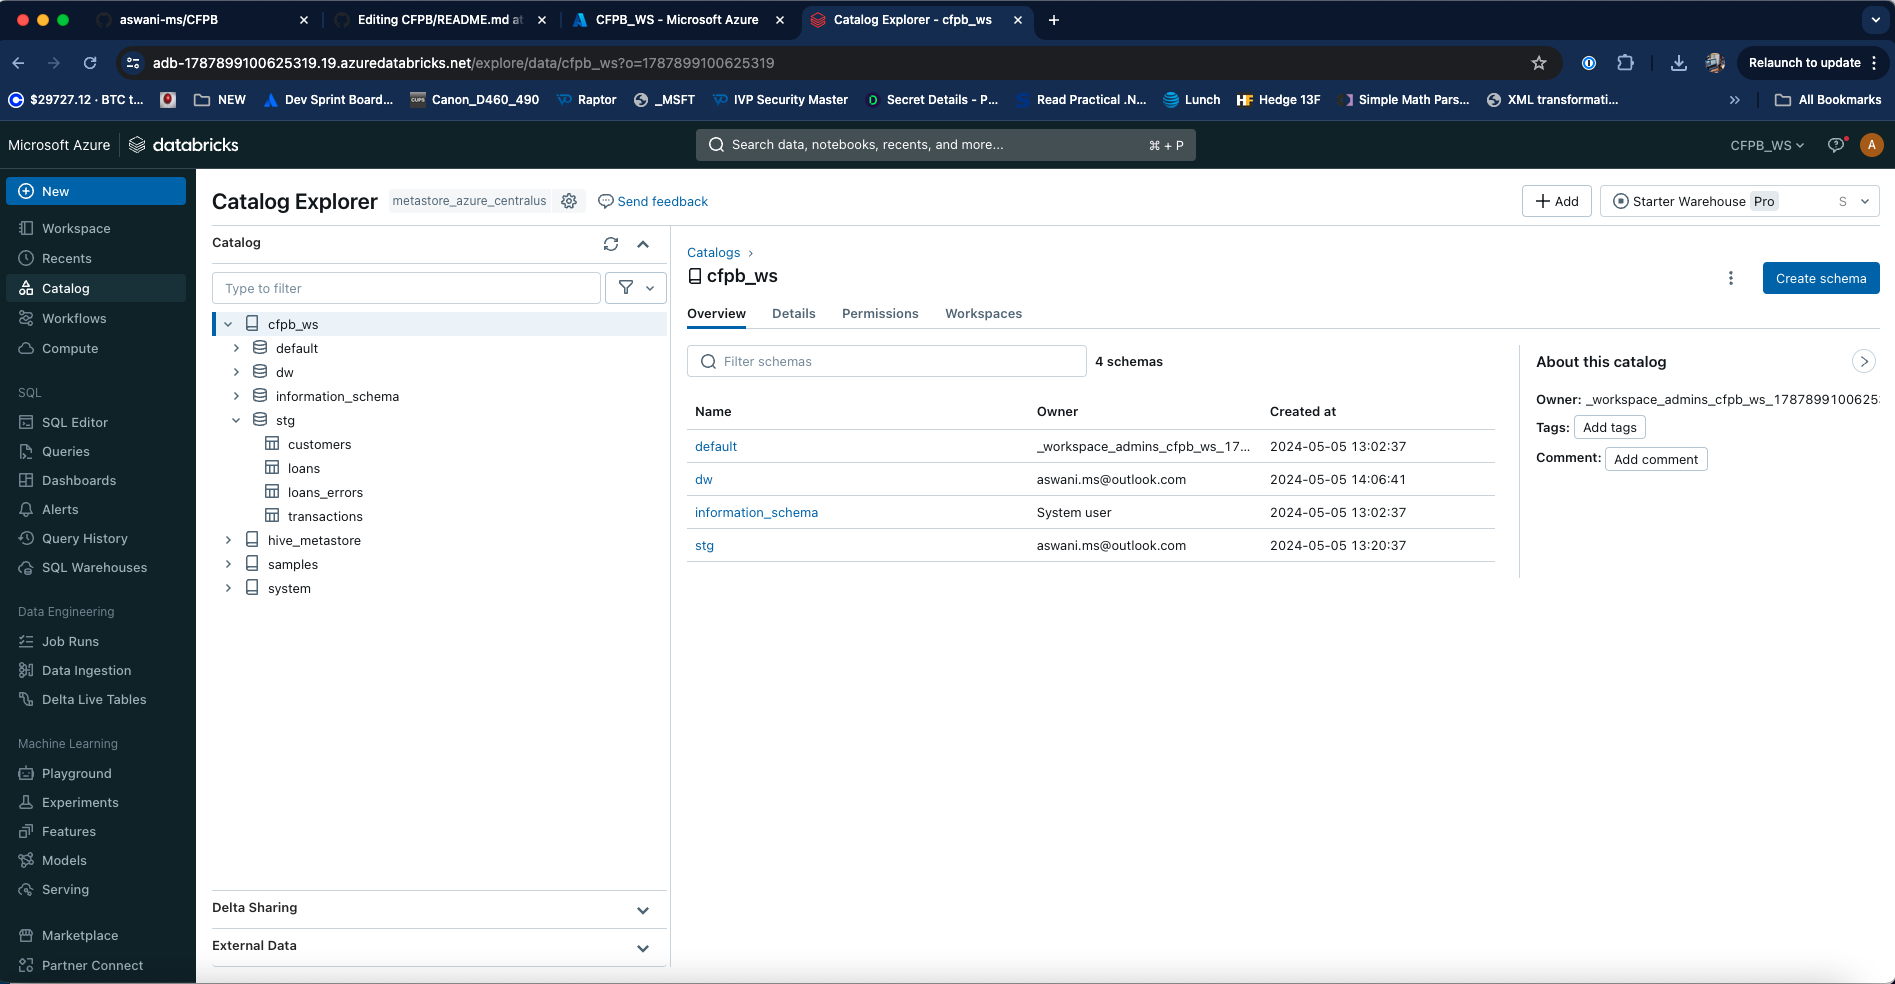 aswani-ms/CFPB
Editing CFPB/README.md at
CFPB_WS - Microsoft Azure
Catalog Explorer - cfpb_ws
adb-1787899100625319.19.azuredatabricks.net/explore/data/cfpb_ws?o=1787899100625319
Relaunch to update
$29727.12 · BTC t...
NEW
Dev Sprint Board...
CUPS
Canon_D460_490
Raptor
_MSFT
IVP Security Master
Secret Details - P...
Read Practical .N...
Lunch
HF Hedge 13F
Simple Math Pars...
XML transformati...
All Bookmarks
Microsoft Azure
databricks
Search data, notebooks, recents, and more...
⌘ + P
CFPB_WS
A
New
Workspace
Recents
Catalog
Workflows
Compute
SQL
SQL Editor
Queries
Dashboards
Alerts
Query History
SQL Warehouses
Data Engineering
Job Runs
Data Ingestion
Delta Live Tables
Machine Learning
Playground
Experiments
Features
Models
Serving
Marketplace
Partner Connect
Catalog Explorer
metastore_azure_centralus
Send feedback
Add
Starter Warehouse Pro S
Catalog
Type to filter
cfpb_ws
default
dw
information_schema
stg
customers
loans
loans_errors
transactions
hive_metastore
samples
system
Delta Sharing
External Data
Catalogs
cfpb_ws
Create schema
Overview Details Permissions Workspaces
Filter schemas
4 schemas
Name Owner Created at
default _workspace_admins_cfpb_ws_17... 2024-05-05 13:02:37
dw aswani.ms@outlook.com 2024-05-05 14:06:41
information_schema System user 2024-05-05 13:02:37
stg aswani.ms@outlook.com 2024-05-05 13:20:37
About this catalog
Owner: _workspace_admins_cfpb_ws_17878991006253
Tags: Add tags
Comment: Add comment